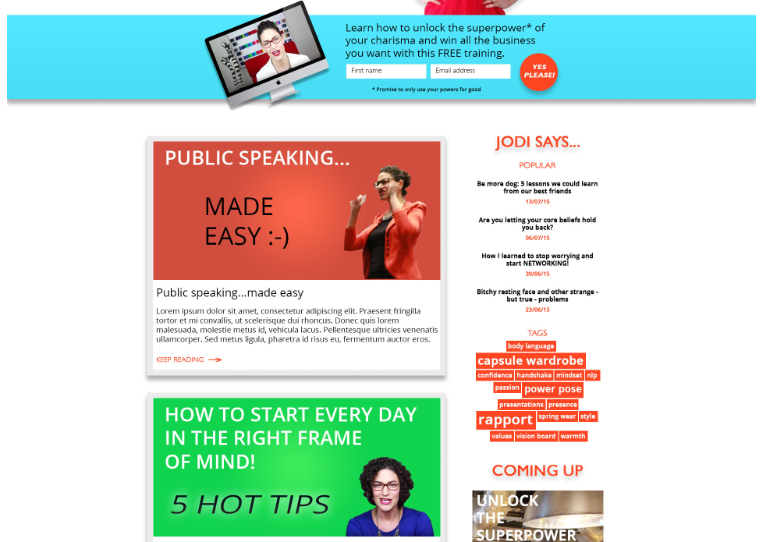 Learn how to unlock the superpower* of
your charisma and win all the business
you want with this FREE training.
First name
Email address
YES
PLEASE!
* Promise to only use your powers for good
PUBLIC SPEAKING...
MADE
EASY :-)
Public speaking...made easy
Lorem ipsum dolor sit amet, consectetur adipiscing elit. Praesent fringilla
tortor et mi convallis, ut scelerisque dui rhoncus. Donec quis lorem
malesuada, molestie metus id, vehicula lacus. Pellentesque ultricies venenatis
ullamcorper. Sed metus ligula, pharetra id risus eu, fermentum auctor eros.
KEEP READING
HOW TO START EVERY DAY
IN THE RIGHT FRAME
OF MIND!
5 HOT TIPS
JODI SAYS...
POPULAR
Be more dog: 5 lessons we could learn
from our best friends
13/07/15
Are you letting your core beliefs hold
you back?
06/07/15
How I learned to stop worrying and
start NETWORKING!
30/06/15
Bitchy resting face and other strange -
but true - problems
23/06/15
TAGS
body language
capsule wardrobe
confidence handshake mindset nlp
passion power pose
presentations presence
rapport spring wear style
values vision board warmth
COMING UP
UNLOCK
THE
SUPERPOWER